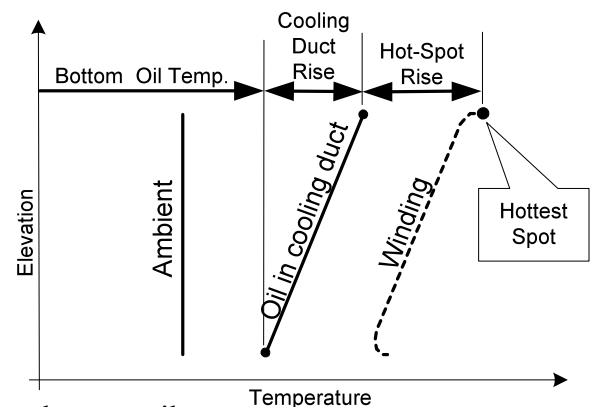 Cooling
Duct
Rise
Hot-Spot
Rise
Bottom Oil Temp.
Elevation
Ambient
Oil in cooling duct
Winding
Hottest
Spot
Temperature